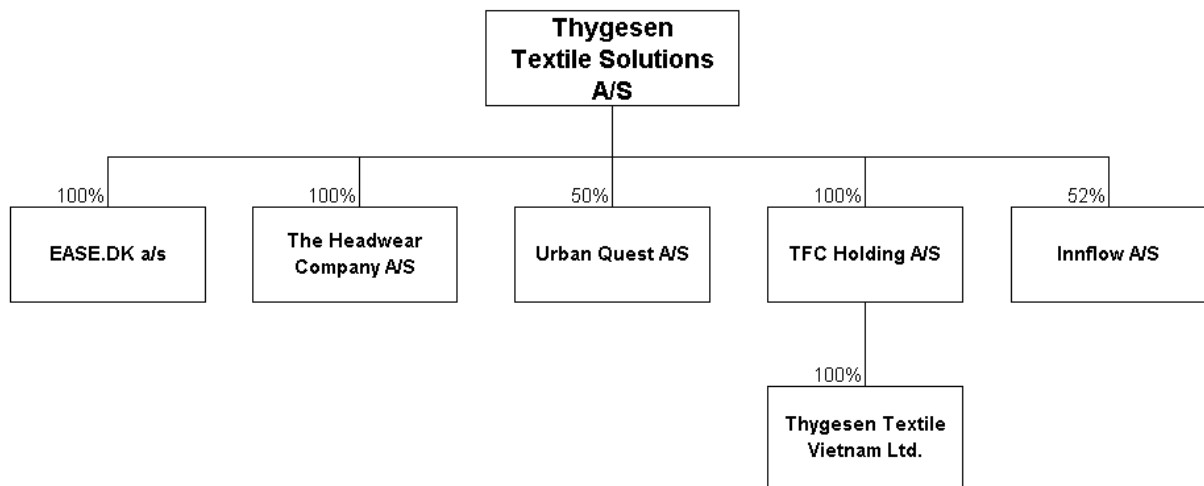 Thygesen
Textile Solutions
A/S
100%
100%
50%
100%
52%
EASE.DK a/s
The Headwear
Company A/S
Urban Quest A/S
TFC Holding A/S
Innflow A/S
100%
Thygesen Textile
Vietnam Ltd.